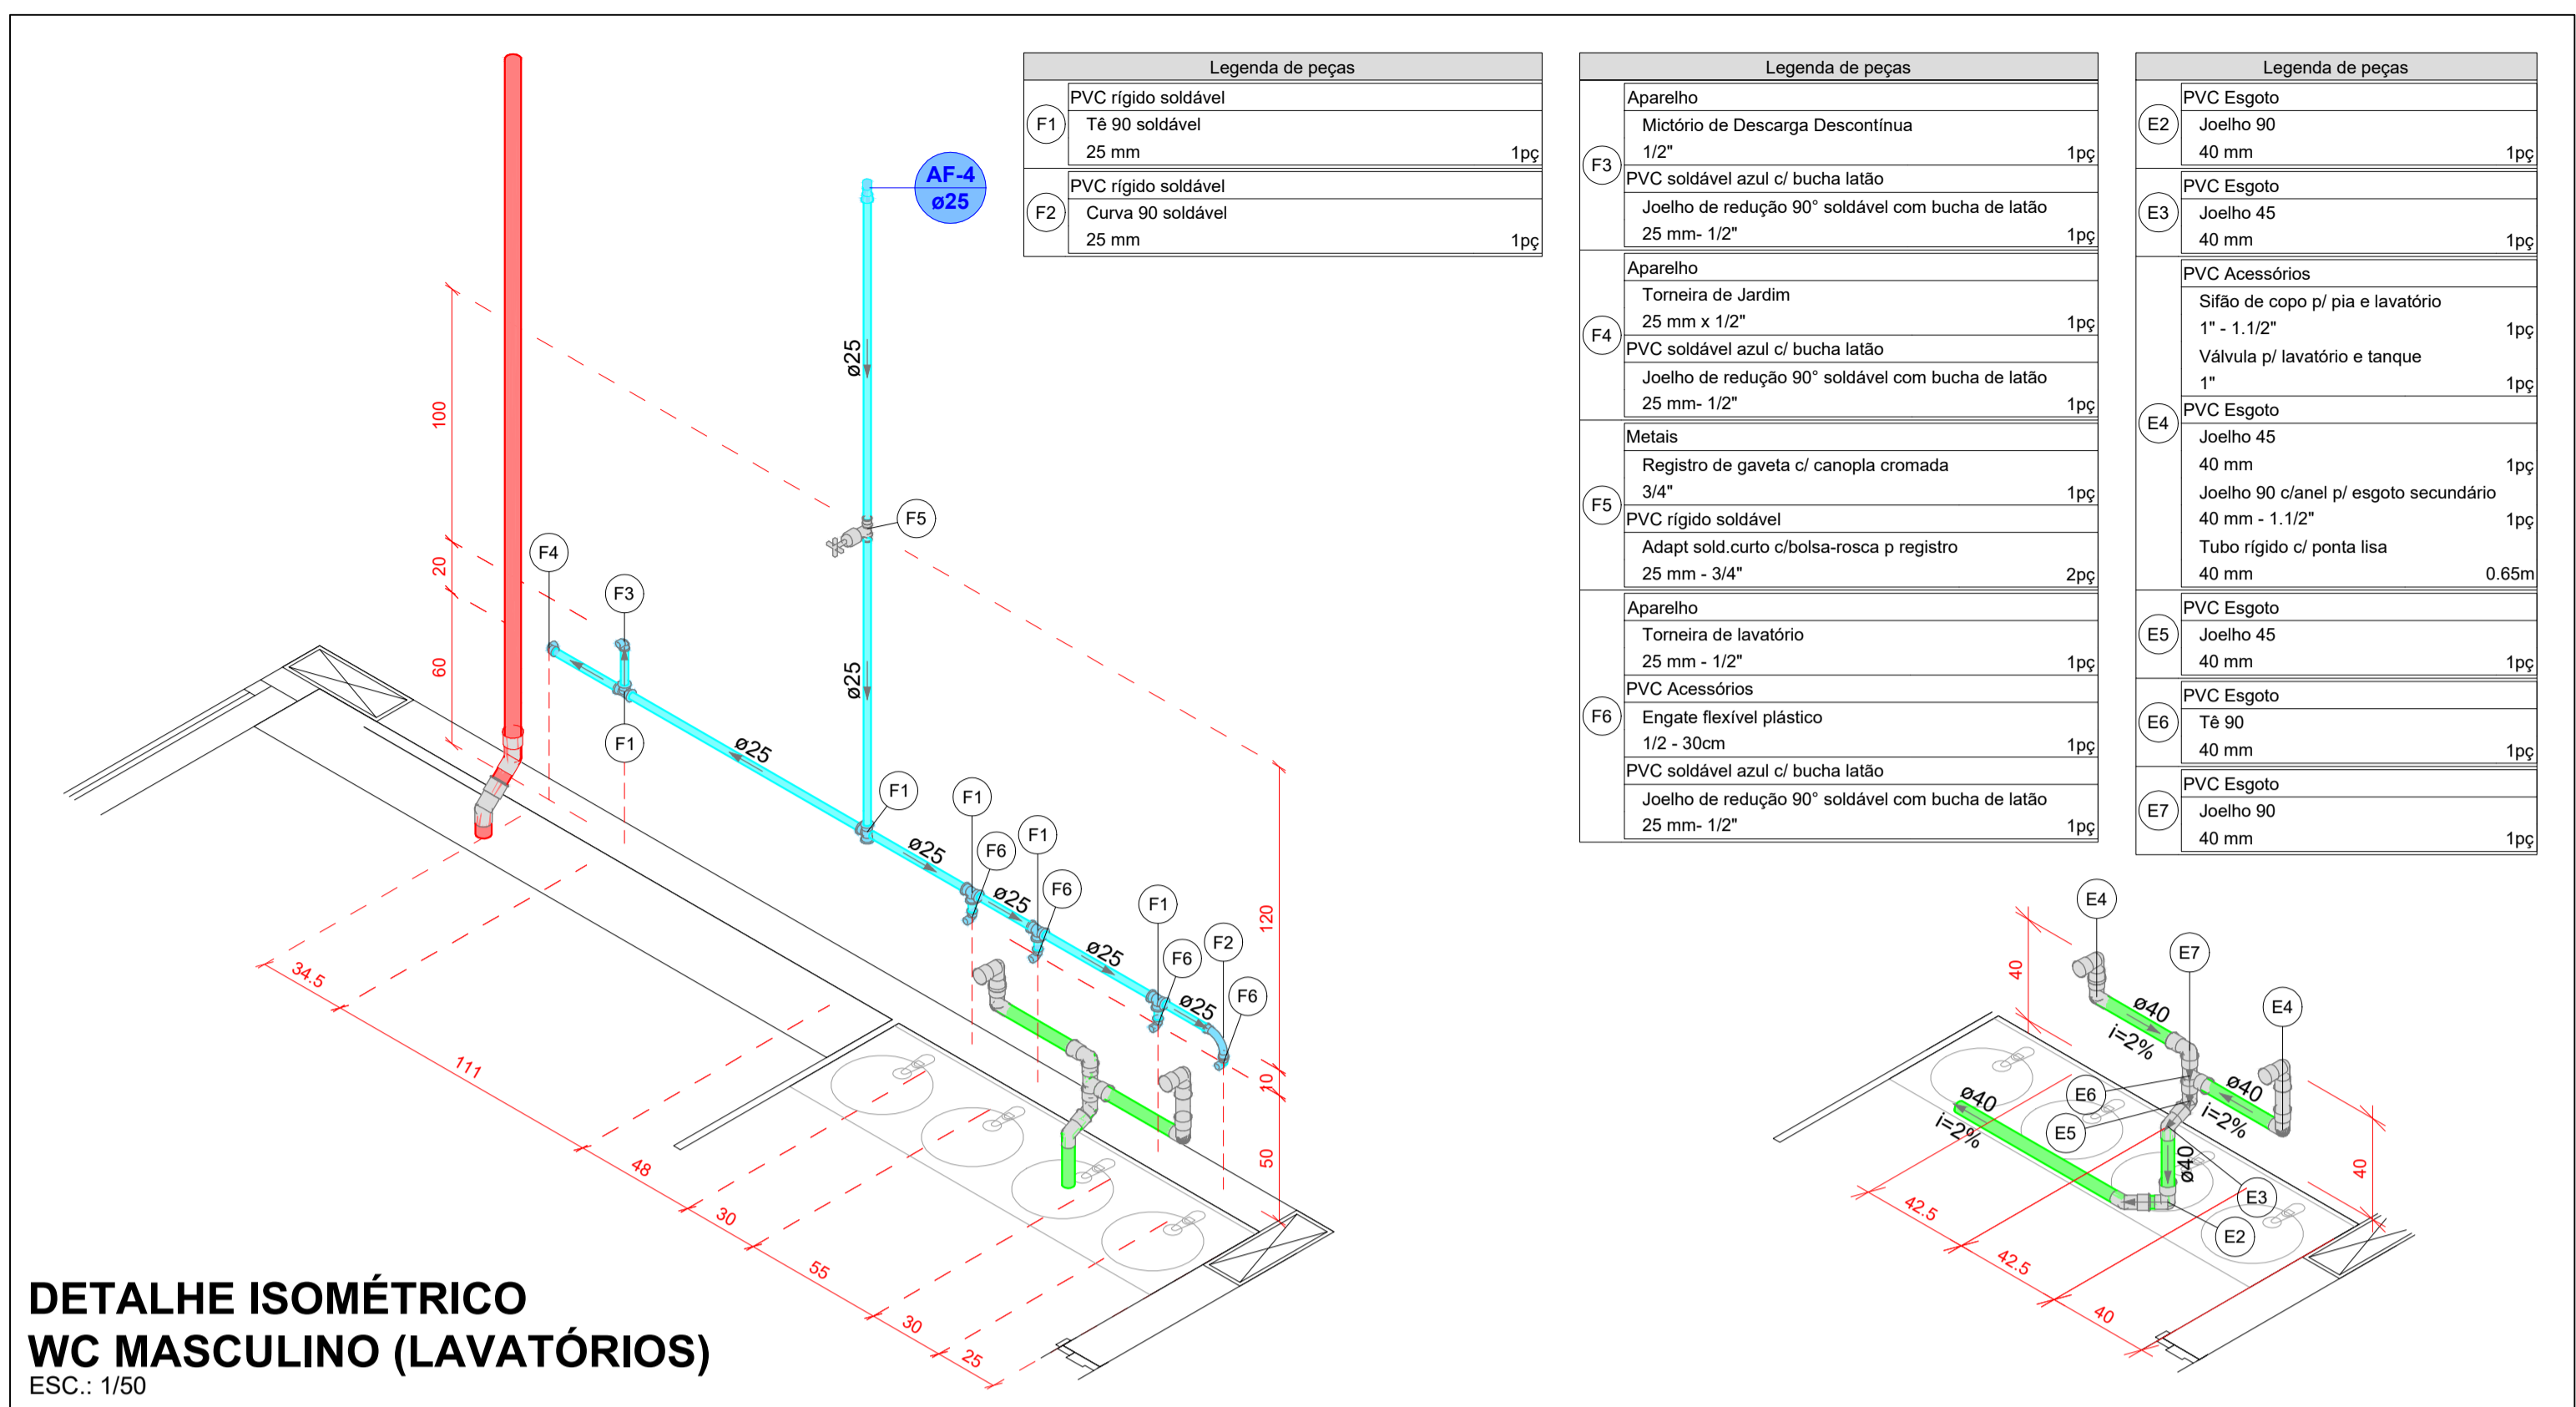 Legenda de peças
F1
PVC rígido soldável
Tê 90 soldável
25 mm 1pç
F2
PVC rígido soldável
Curva 90 soldável
25 mm 1pç
Legenda de peças
F3
Aparelho
Mictório de Descarga Descontínua
1/2" 1pç
PVC soldável azul c/ bucha latão
Joelho de redução 90° soldável com bucha de latão
25 mm- 1/2" 1pç
F4
Aparelho
Torneira de Jardim
25 mm x 1/2" 1pç
PVC soldável azul c/ bucha latão
Joelho de redução 90° soldável com bucha de latão
25 mm- 1/2" 1pç
F5
Metais
Registro de gaveta c/ canopla cromada
3/4" 1pç
PVC rígido soldável
Adapt sold.curto c/bolsa-rosca p registro
25 mm - 3/4" 2pç
F6
Aparelho
Torneira de lavatório
25 mm - 1/2" 1pç
PVC Acessórios
Engate flexível plástico
1/2 - 30cm 1pç
PVC soldável azul c/ bucha latão
Joelho de redução 90° soldável com bucha de latão
25 mm- 1/2" 1pç
Legenda de peças
E2
PVC Esgoto
Joelho 90
40 mm 1pç
E3
PVC Esgoto
Joelho 45
40 mm 1pç
E4
PVC Acessórios
Sifão de copo p/ pia e lavatório
1" - 1.1/2" 1pç
Válvula p/ lavatório e tanque
1" 1pç
PVC Esgoto
Joelho 45
40 mm 1pç
Joelho 90 c/anel p/ esgoto secundário
40 mm - 1.1/2" 1pç
Tubo rígido c/ ponta lisa
40 mm 0.65m
E5
PVC Esgoto
Joelho 45
40 mm 1pç
E6
PVC Esgoto
Tê 90
40 mm 1pç
E7
PVC Esgoto
Joelho 90
40 mm 1pç
AF-4
ø25
ø25
100
F5
F4
20
F3
60
ø25
F1
ø25
F1
F1
F1
ø25
F6
F6
ø25
F1
120
ø25
F2
F6
ø25
F6
10
50
34.5
111
48
30
55
30
25
E4
E7
40
ø40
i=2%
E4
E6
ø40
i=2%
ø40
i=2%
E5
ø40
40
E3
E2
42.5
42.5
40
DETALHE ISOMÉTRICO
WC MASCULINO (LAVATÓRIOS)
ESC.: 1/50